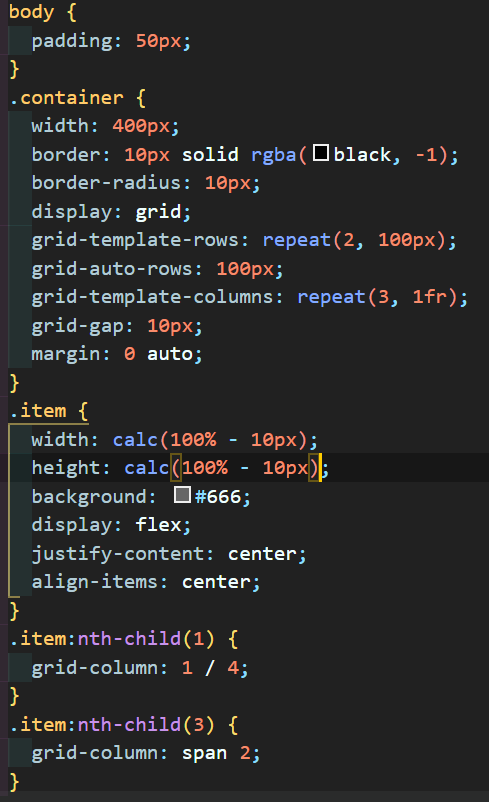 body {
  padding: 50px;
}
.container {
  width: 400px;
  border: 10px solid rgba(black, -1);
  border-radius: 10px;
  display: grid;
  grid-template-rows: repeat(2, 100px);
  grid-auto-rows: 100px;
  grid-template-columns: repeat(3, 1fr);
  grid-gap: 10px;
  margin: 0 auto;
}
.item {
  width: calc(100% - 10px);
  height: calc(100% - 10px);
  background: #666;
  display: flex;
  justify-content: center;
  align-items: center;
}
.item:nth-child(1) {
  grid-column: 1 / 4;
}
.item:nth-child(3) {
  grid-column: span 2;
}